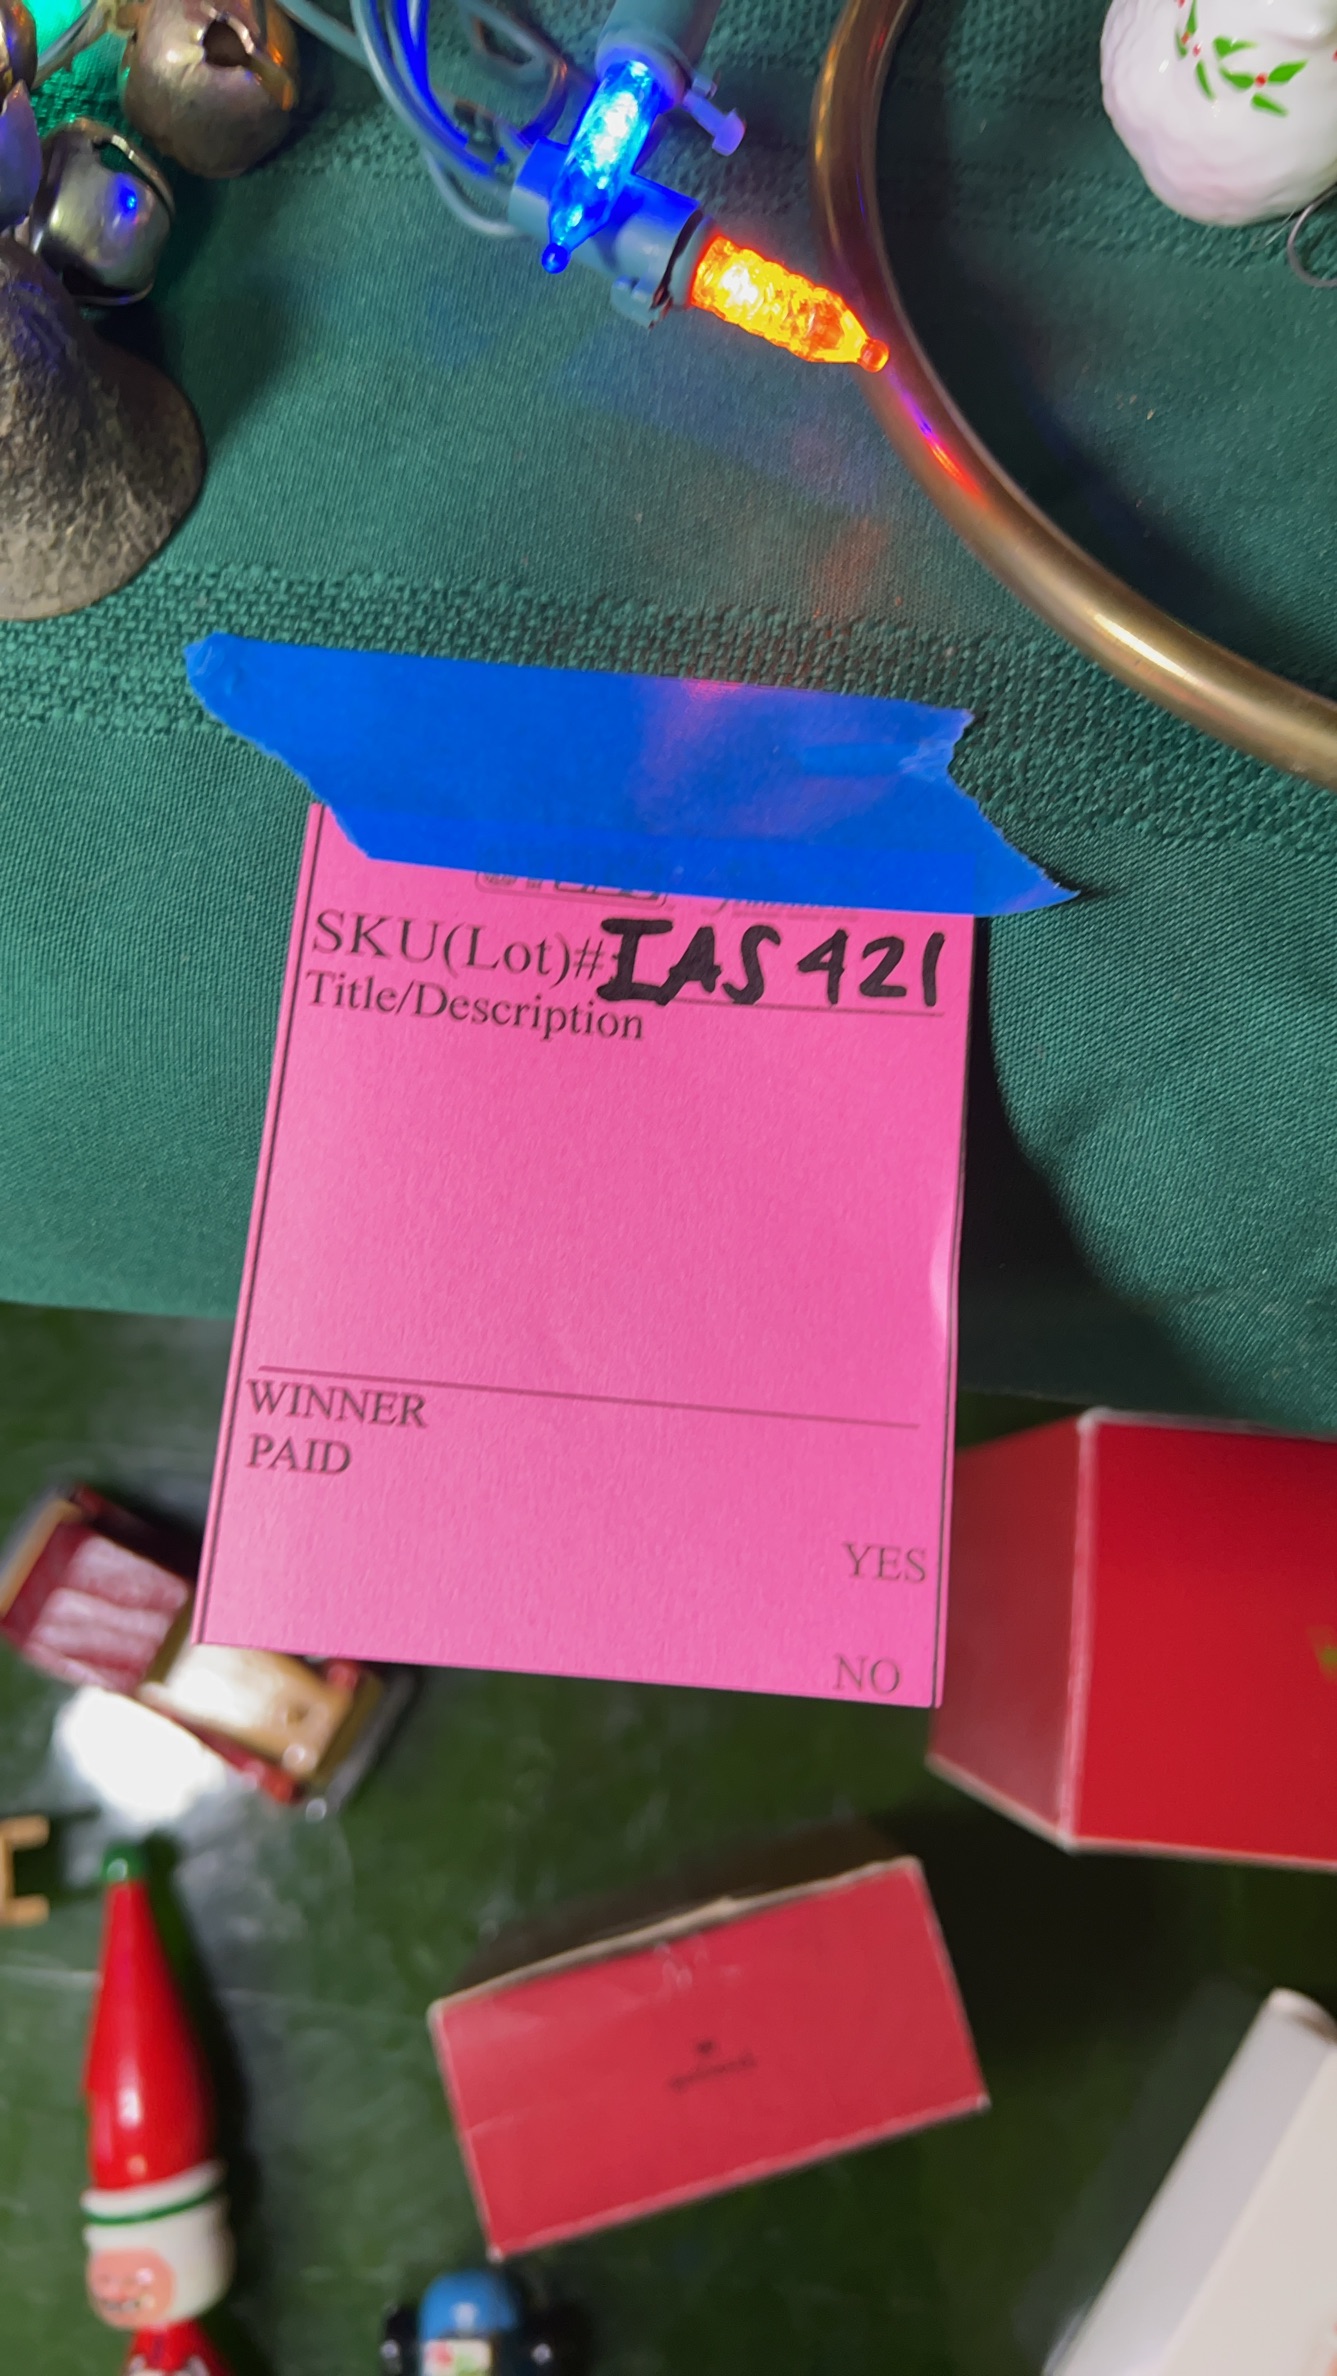 SKU(Lot)#: IAS 421
Title/Description
WINNER
PAID
YES
NO